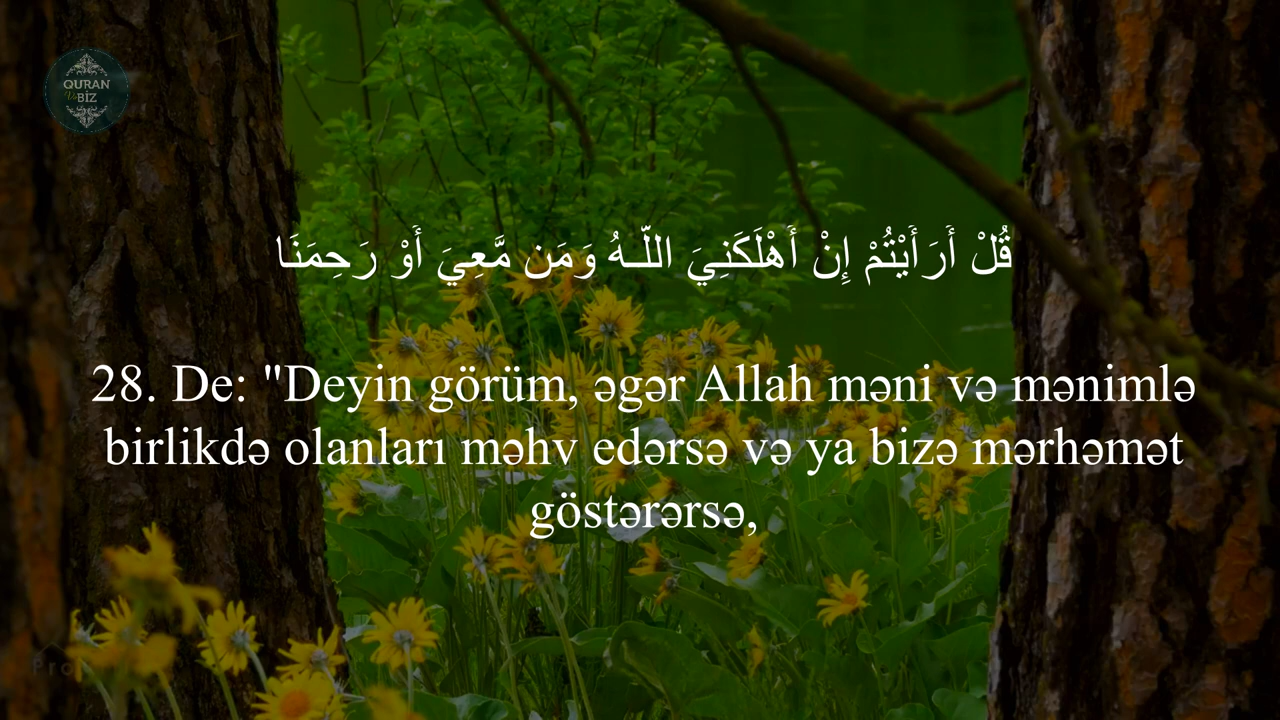 QURAN
Və
BİZ
قُلْ أَرَأَيْتُمْ إِنْ أَهْلَكَنِيَ اللَّـهُ وَمَن مَّعِيَ أَوْ رَحِمَنَا
28. De: "Deyin görüm, əgər Allah məni və mənimlə
birlikdə olanları məhv edərsə və ya bizə mərhəmət
göstərərsə,